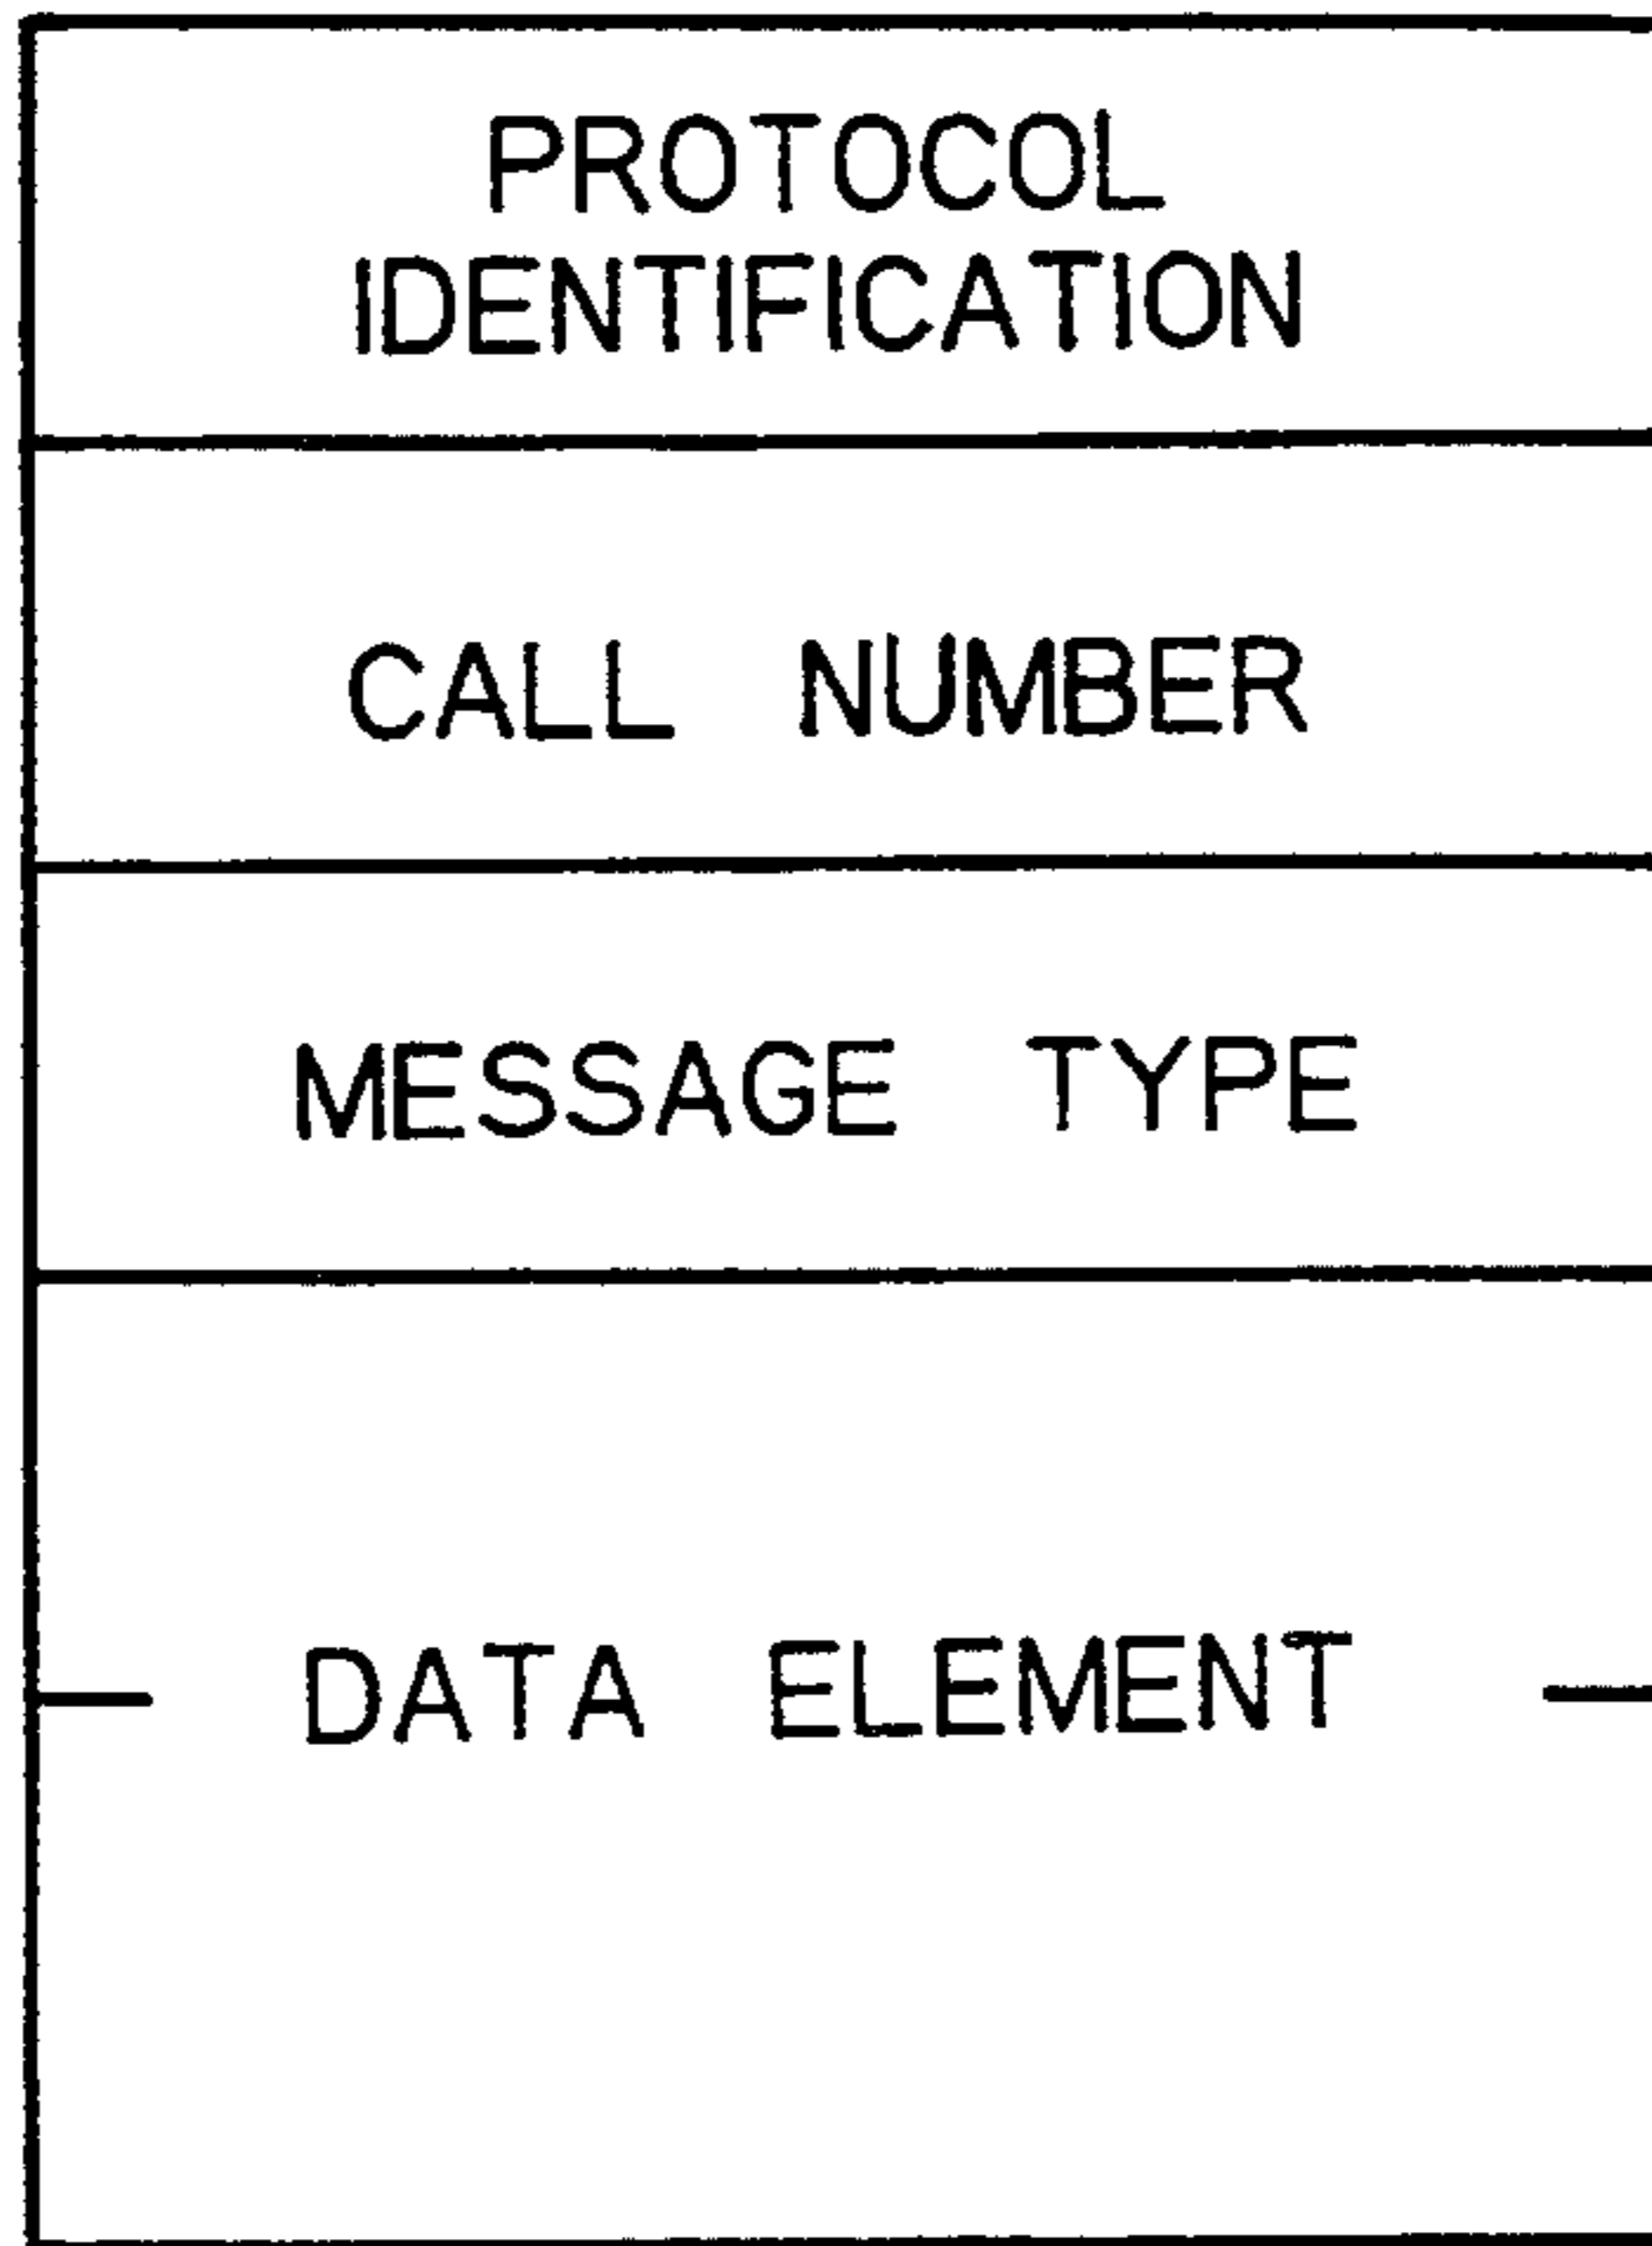 PROTOCOL
IDENTIFICATION
CALL NUMBER
MESSAGE TYPE
DATA ELEMENT